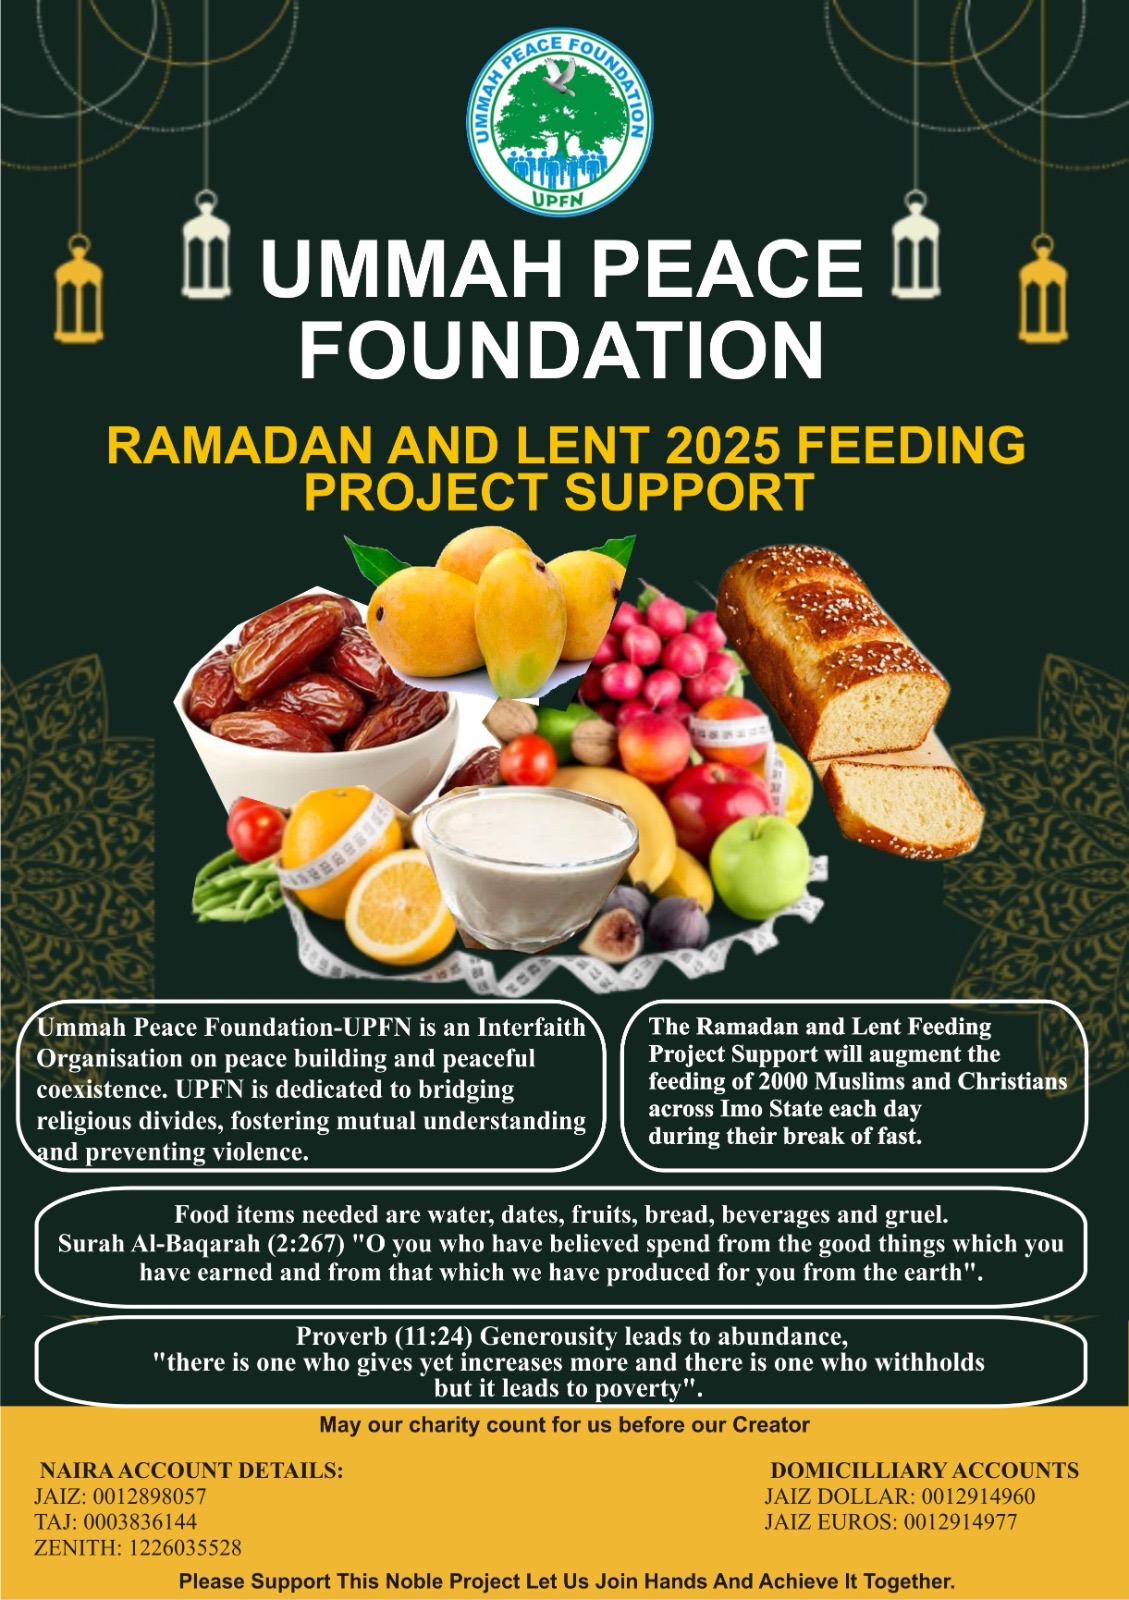 UMMAH PEACE FOUNDATION
UPFN
UMMAH PEACE
FOUNDATION
RAMADAN AND LENT 2025 FEEDING
PROJECT SUPPORT
Ummah Peace Foundation-UPFN is an Interfaith
Organisation on peace building and peaceful
coexistence. UPFN is dedicated to bridging
religious divides, fostering mutual understanding
and preventing violence.
The Ramadan and Lent Feeding
Project Support will augment the
feeding of 2000 Muslims and Christians
across Imo State each day
during their break of fast.
Food items needed are water, dates, fruits, bread, beverages and gruel.
Surah Al-Baqarah (2:267) "O you who have believed spend from the good things which you
have earned and from that which we have produced for you from the earth".
Proverb (11:24) Generousity leads to abundance,
"there is one who gives yet increases more and there is one who withholds
but it leads to poverty".
May our charity count for us before our Creator
NAIRA ACCOUNT DETAILS:
JAIZ: 0012898057
TAJ: 0003836144
ZENITH: 1226035528
DOMICILLIARY ACCOUNTS
JAIZ DOLLAR: 0012914960
JAIZ EUROS: 0012914977
Please Support This Noble Project Let Us Join Hands And Achieve It Together.